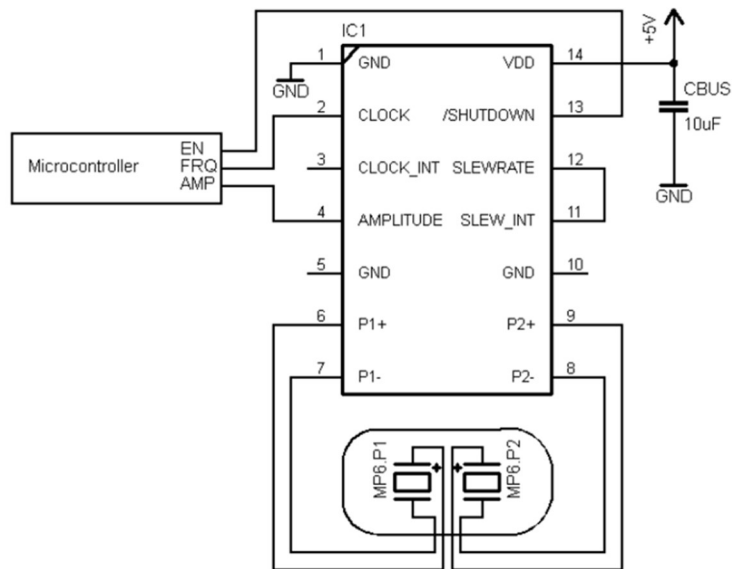 IC1
+5V
1 GND VDD 14
GND
CBUS
10uF
GND
2 CLOCK /SHUTDOWN 13
Microcontroller
EN
FRQ
AMP
3 CLOCK_INT SLEWRATE 12
4 AMPLITUDE SLEW_INT 11
5 GND GND 10
6 P1+ P2+ 9
7 P1- P2- 8
MP6.P1
+ +
MP6.P2